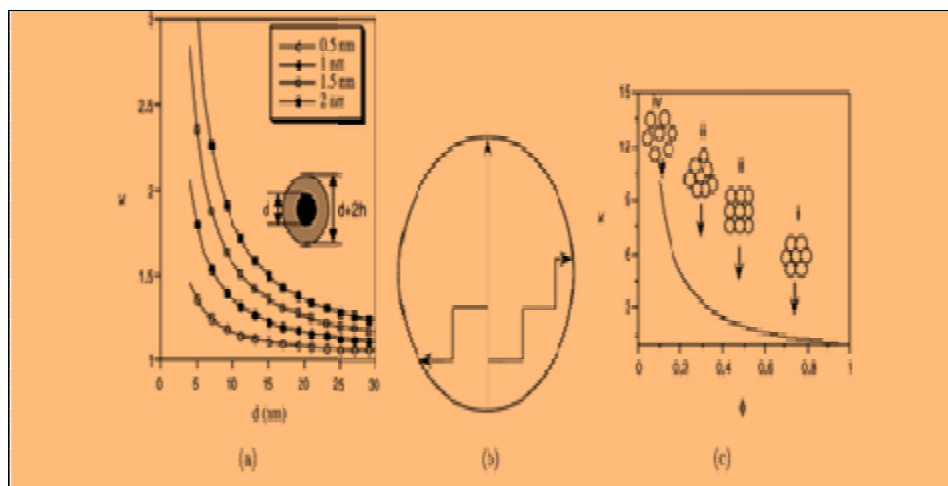 3
2.5
2
1.5
1
κ
0 5 10 15 20 25 30
d (nm)
0.5 nm
1 nm
1.5 nm
2 nm
d
d+2h
(a)
(b)
15
12
9
6
3
κ
iv
ii
i
0 0.2 0.4 0.6 0.8 1
ϕ
(c)